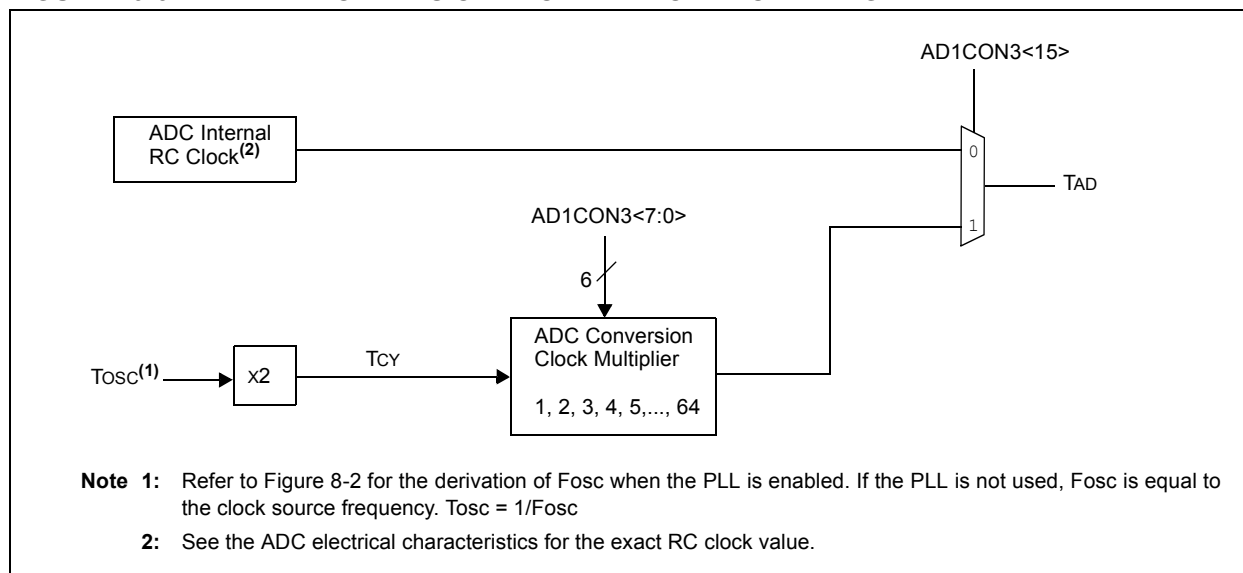 AD1CON3<15>
ADC Internal
RC Clock(2)
0
TAD
AD1CON3<7:0>
1
6
ADC Conversion
Clock Multiplier
TOSC(1)
X2
TCY
1, 2, 3, 4, 5,..., 64
Note 1: Refer to Figure 8-2 for the derivation of Fosc when the PLL is enabled. If the PLL is not used, Fosc is equal to
the clock source frequency. Tosc = 1/Fosc
2: See the ADC electrical characteristics for the exact RC clock value.